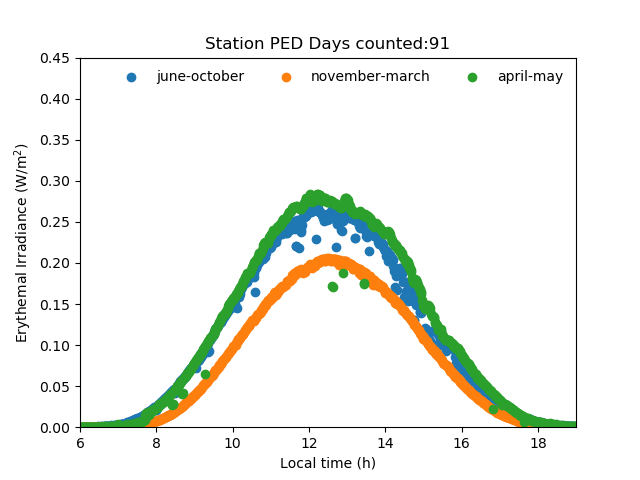 Station PED Days counted:91
june-october november-march april-may
Erythemal Irradiance (W/m²)
0.45
0.40
0.35
0.30
0.25
0.20
0.15
0.10
0.05
0.00
6 8 10 12 14 16 18
Local time (h)